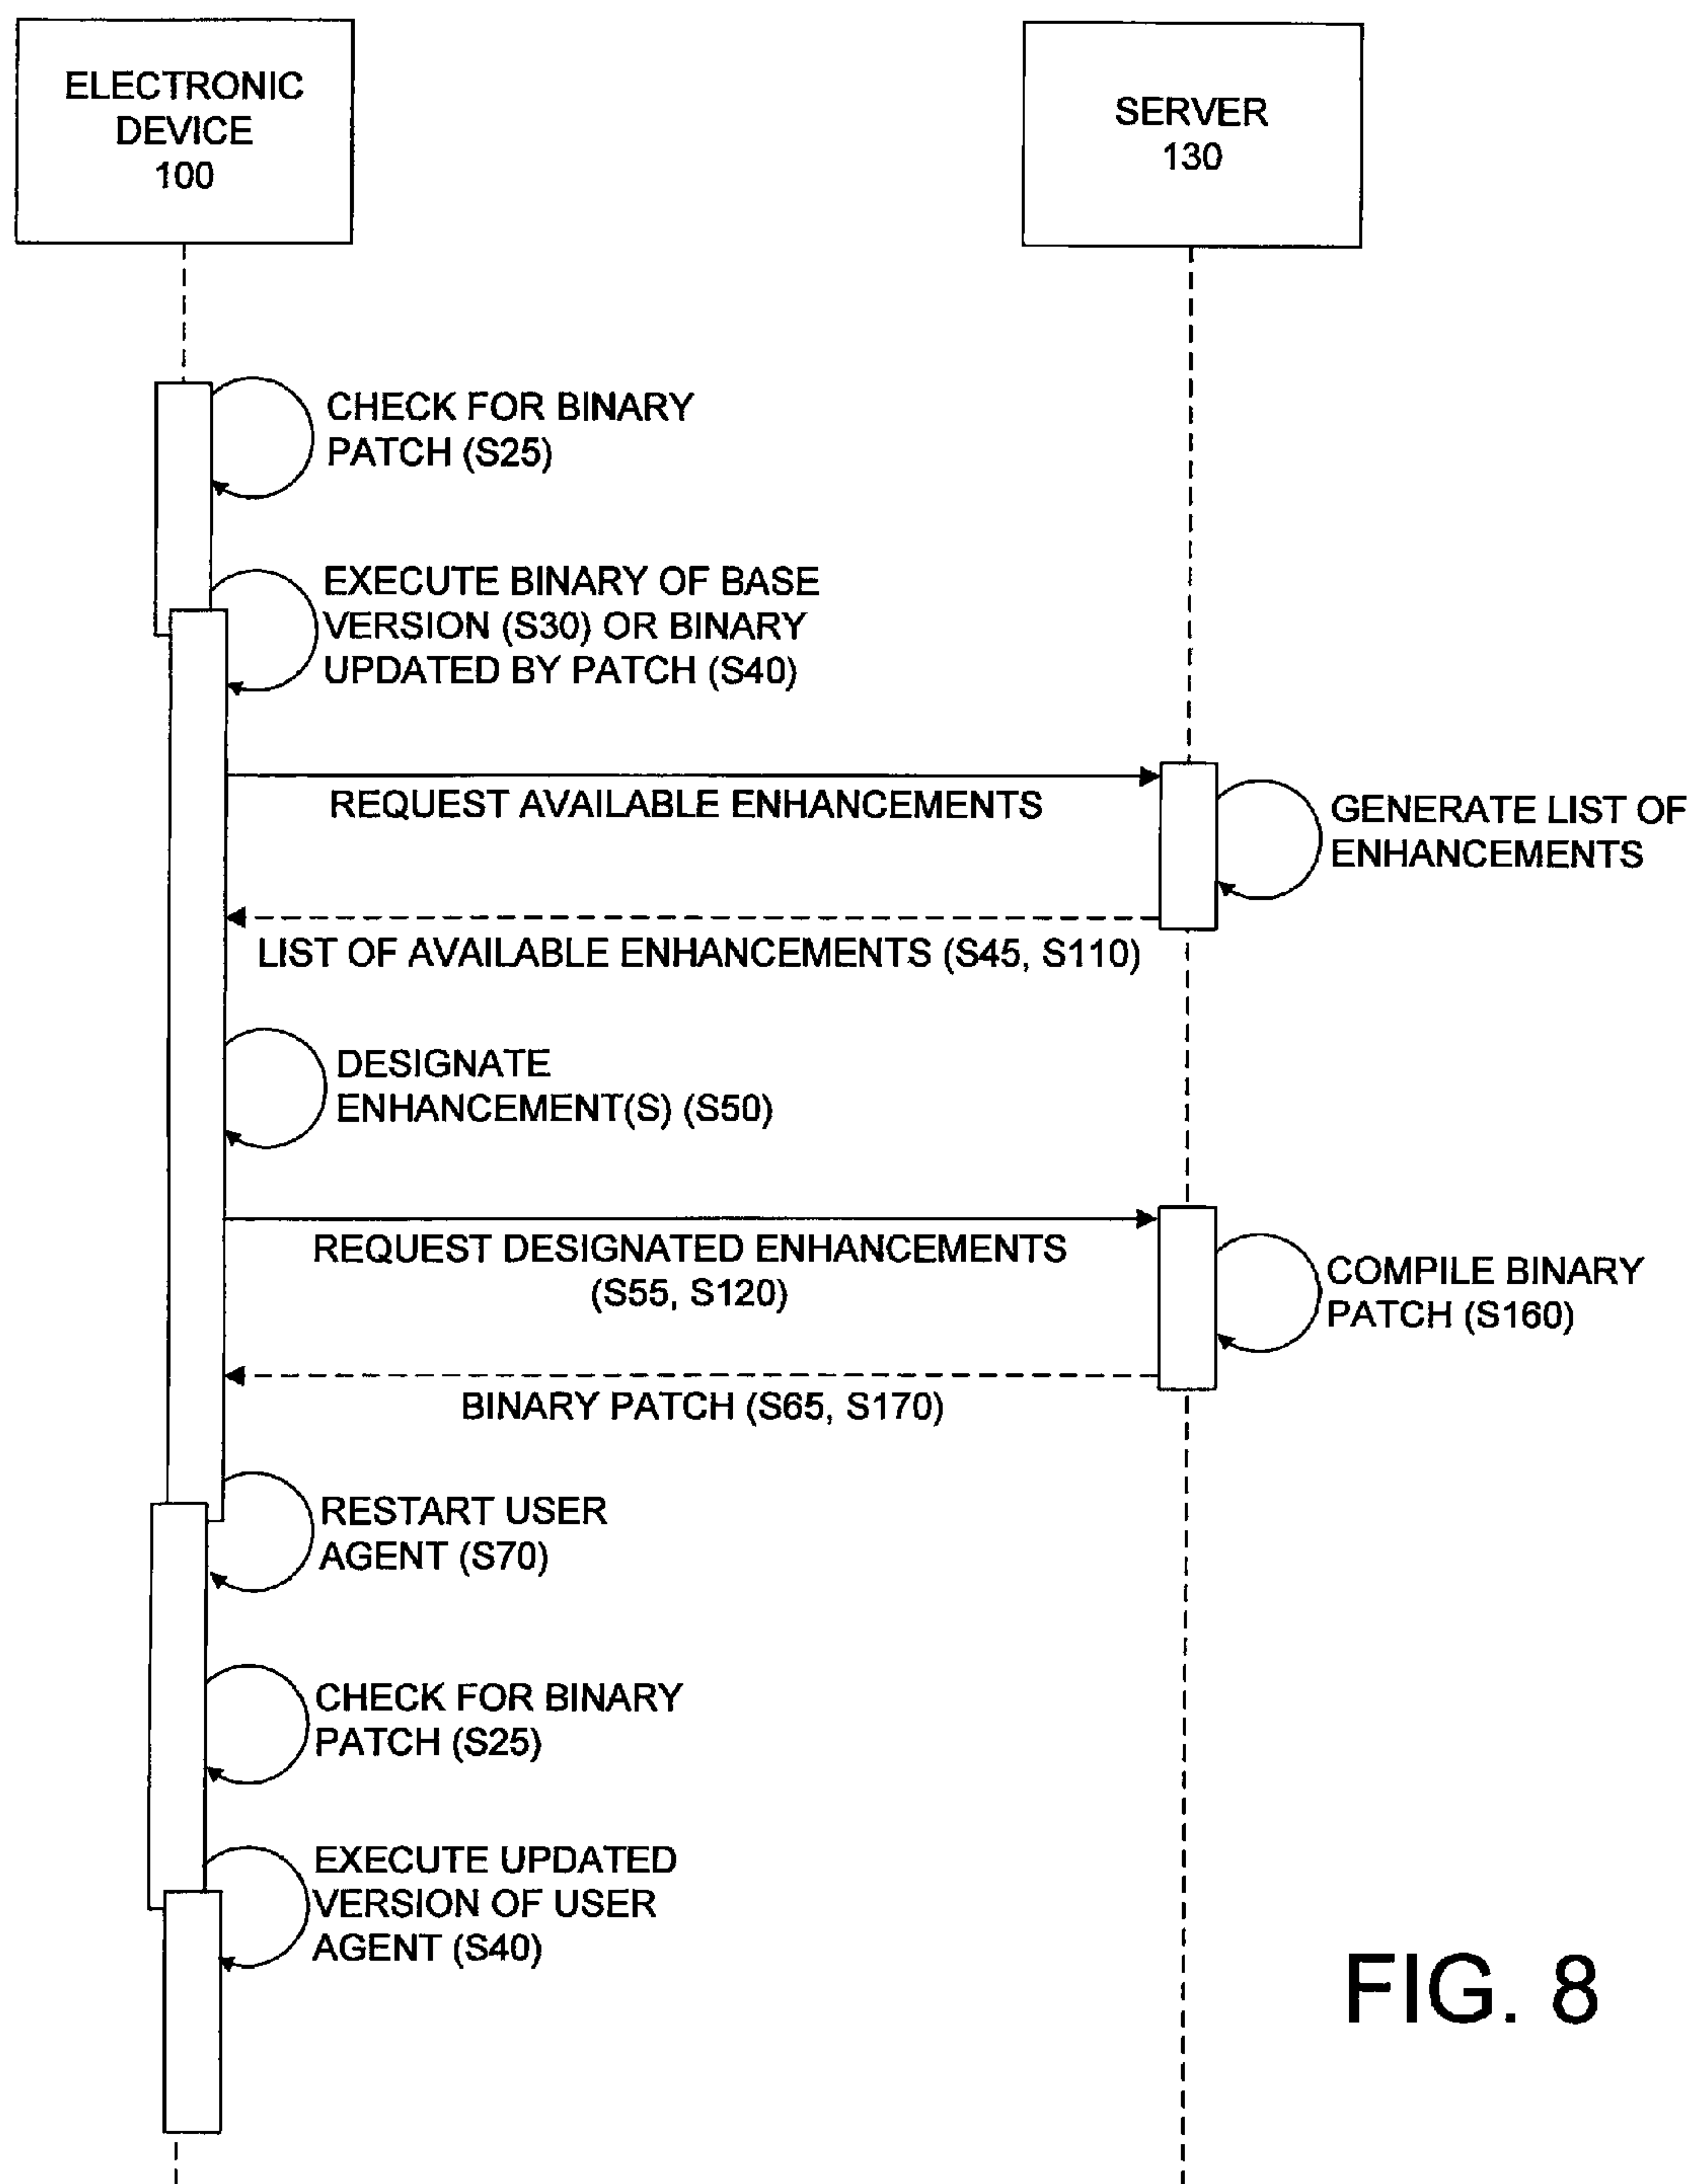 ELECTRONIC
DEVICE
100
SERVER
130
CHECK FOR BINARY
PATCH (S25)
EXECUTE BINARY OF BASE
VERSION (S30) OR BINARY
UPDATED BY PATCH (S40)
REQUEST AVAILABLE ENHANCEMENTS
GENERATE LIST OF
ENHANCEMENTS
LIST OF AVAILABLE ENHANCEMENTS (S45, S110)
DESIGNATE
ENHANCEMENT(S) (S50)
REQUEST DESIGNATED ENHANCEMENTS
(S55, S120)
COMPILE BINARY
PATCH (S160)
BINARY PATCH (S65, S170)
RESTART USER
AGENT (S70)
CHECK FOR BINARY
PATCH (S25)
EXECUTE UPDATED
VERSION OF USER
AGENT (S40)
FIG. 8